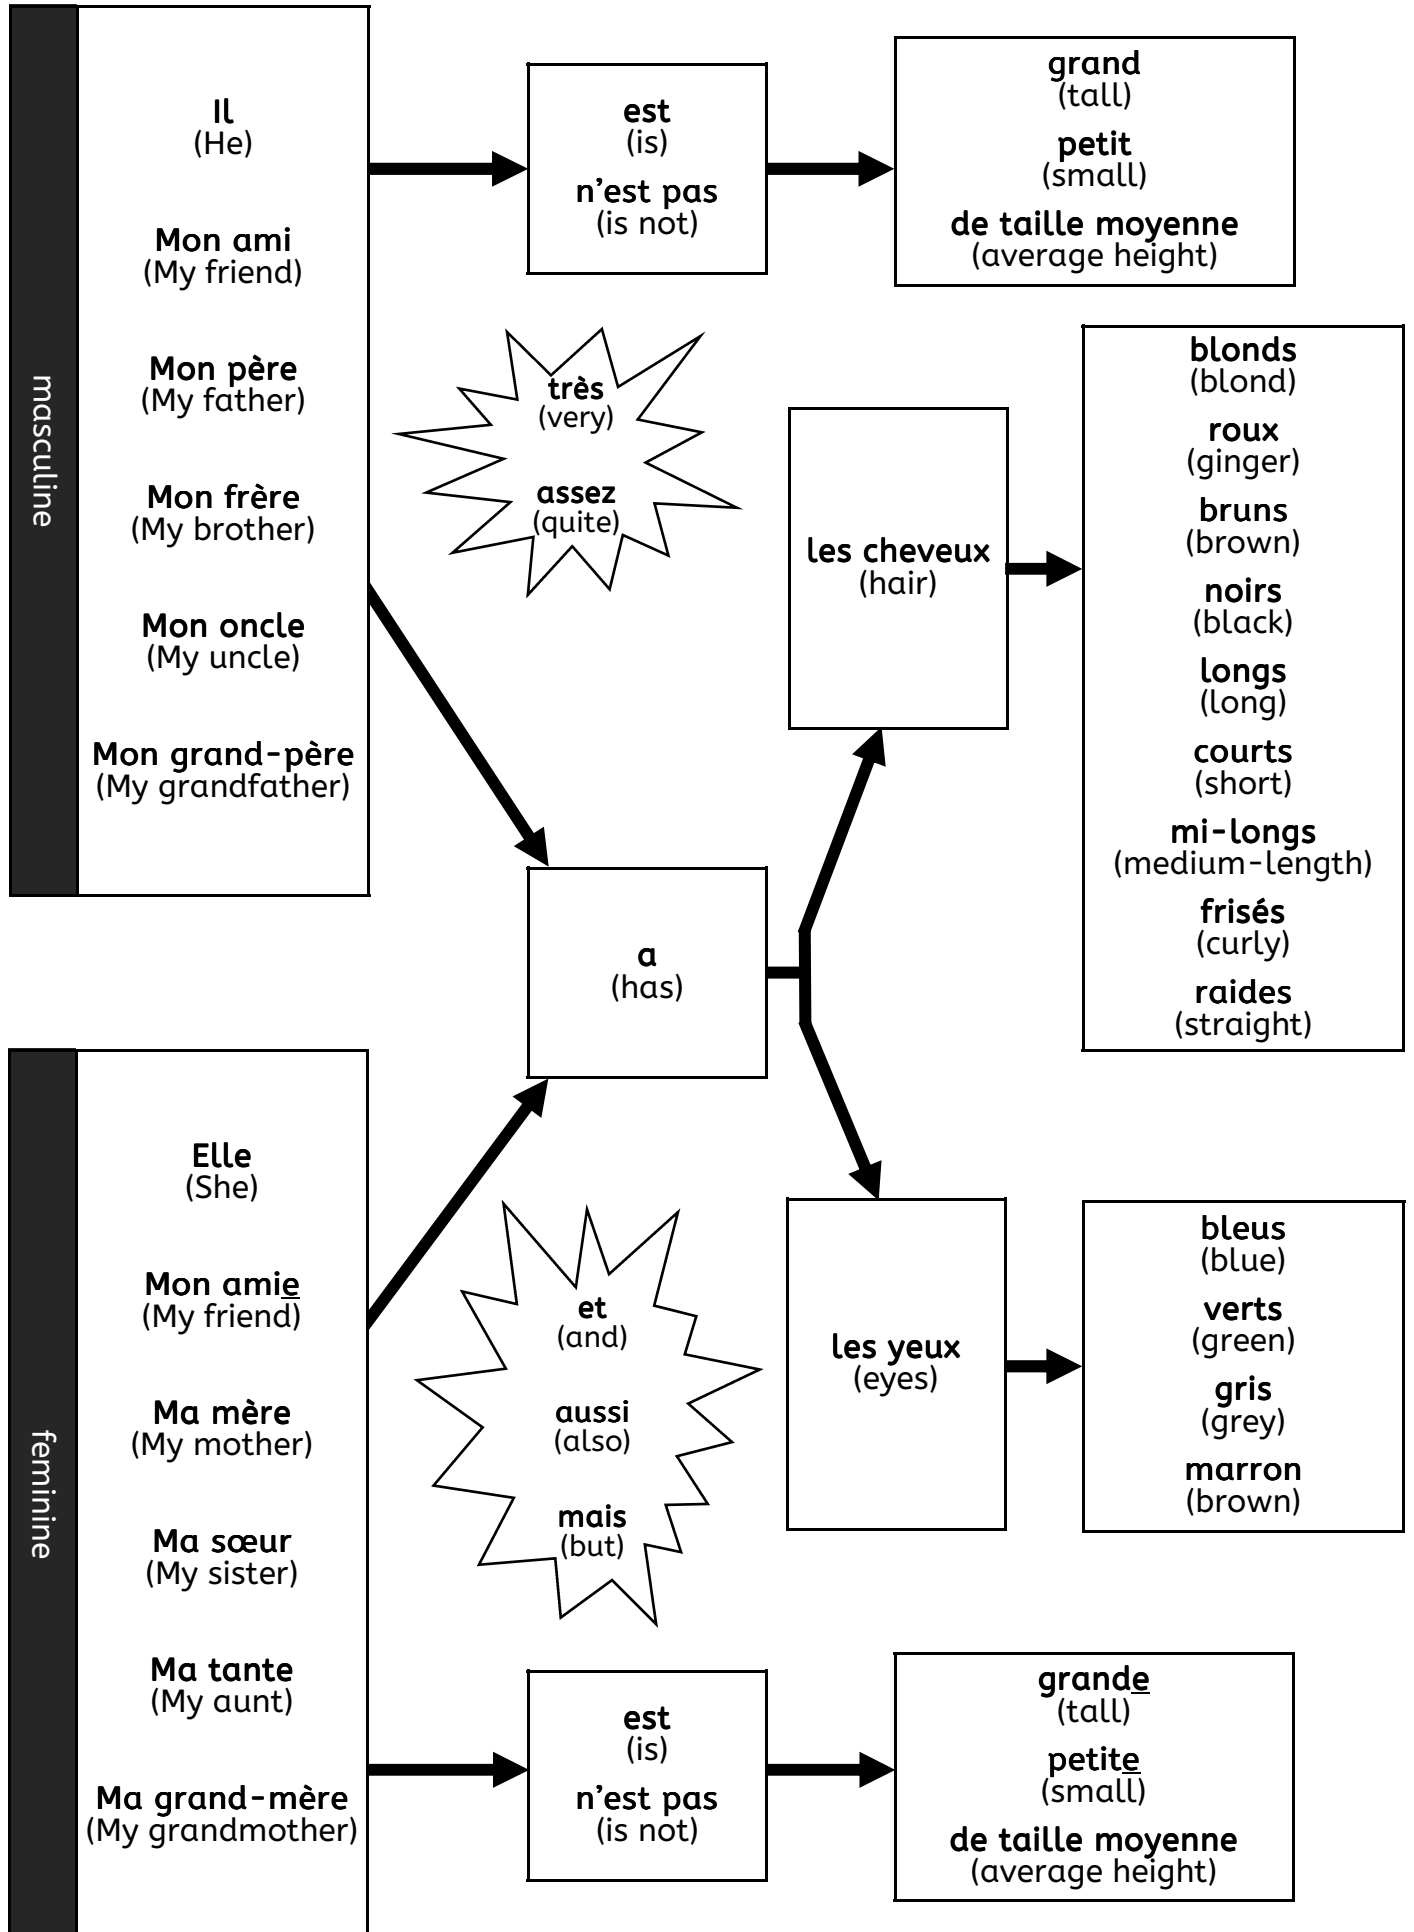 masculine
Il
(He)
Mon ami
(My friend)
Mon père
(My father)
Mon frère
(My brother)
Mon oncle
(My uncle)
Mon grand-père
(My grandfather)
est
(is)
n’est pas
(is not)
grand
(tall)
petit
(small)
de taille moyenne
(average height)
très
(very)
assez
(quite)
a
(has)
les cheveux
(hair)
blonds
(blond)
roux
(ginger)
bruns
(brown)
noirs
(black)
longs
(long)
courts
(short)
mi-longs
(medium-length)
frisés
(curly)
raides
(straight)
feminine
Elle
(She)
Mon amie
(My friend)
Ma mère
(My mother)
Ma sœur
(My sister)
Ma tante
(My aunt)
Ma grand-mère
(My grandmother)
et
(and)
aussi
(also)
mais
(but)
les yeux
(eyes)
bleus
(blue)
verts
(green)
gris
(grey)
marron
(brown)
est
(is)
n’est pas
(is not)
grande
(tall)
petite
(small)
de taille moyenne
(average height)